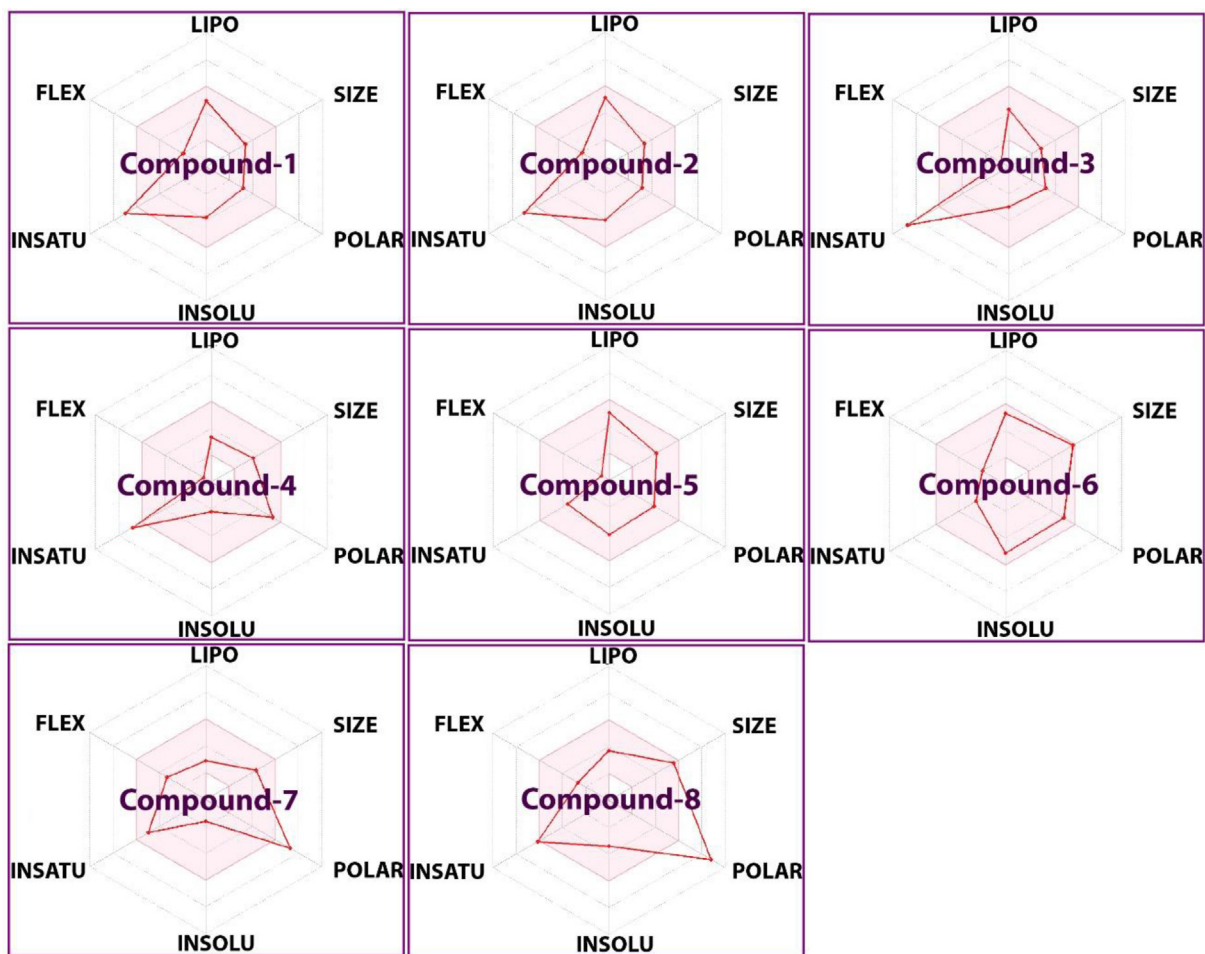 LIPO
FLEX
SIZE
Compound-1
INSATU
POLAR
INSOLU
LIPO
FLEX
SIZE
Compound-2
INSATU
POLAR
INSOLU
LIPO
FLEX
SIZE
Compound-3
INSATU
POLAR
INSOLU
LIPO
FLEX
SIZE
Compound-4
INSATU
POLAR
INSOLU
LIPO
FLEX
SIZE
Compound-5
INSATU
POLAR
INSOLU
LIPO
FLEX
SIZE
Compound-6
INSATU
POLAR
INSOLU
LIPO
FLEX
SIZE
Compound-7
INSATU
POLAR
INSOLU
LIPO
FLEX
SIZE
Compound-8
INSATU
POLAR
INSOLU